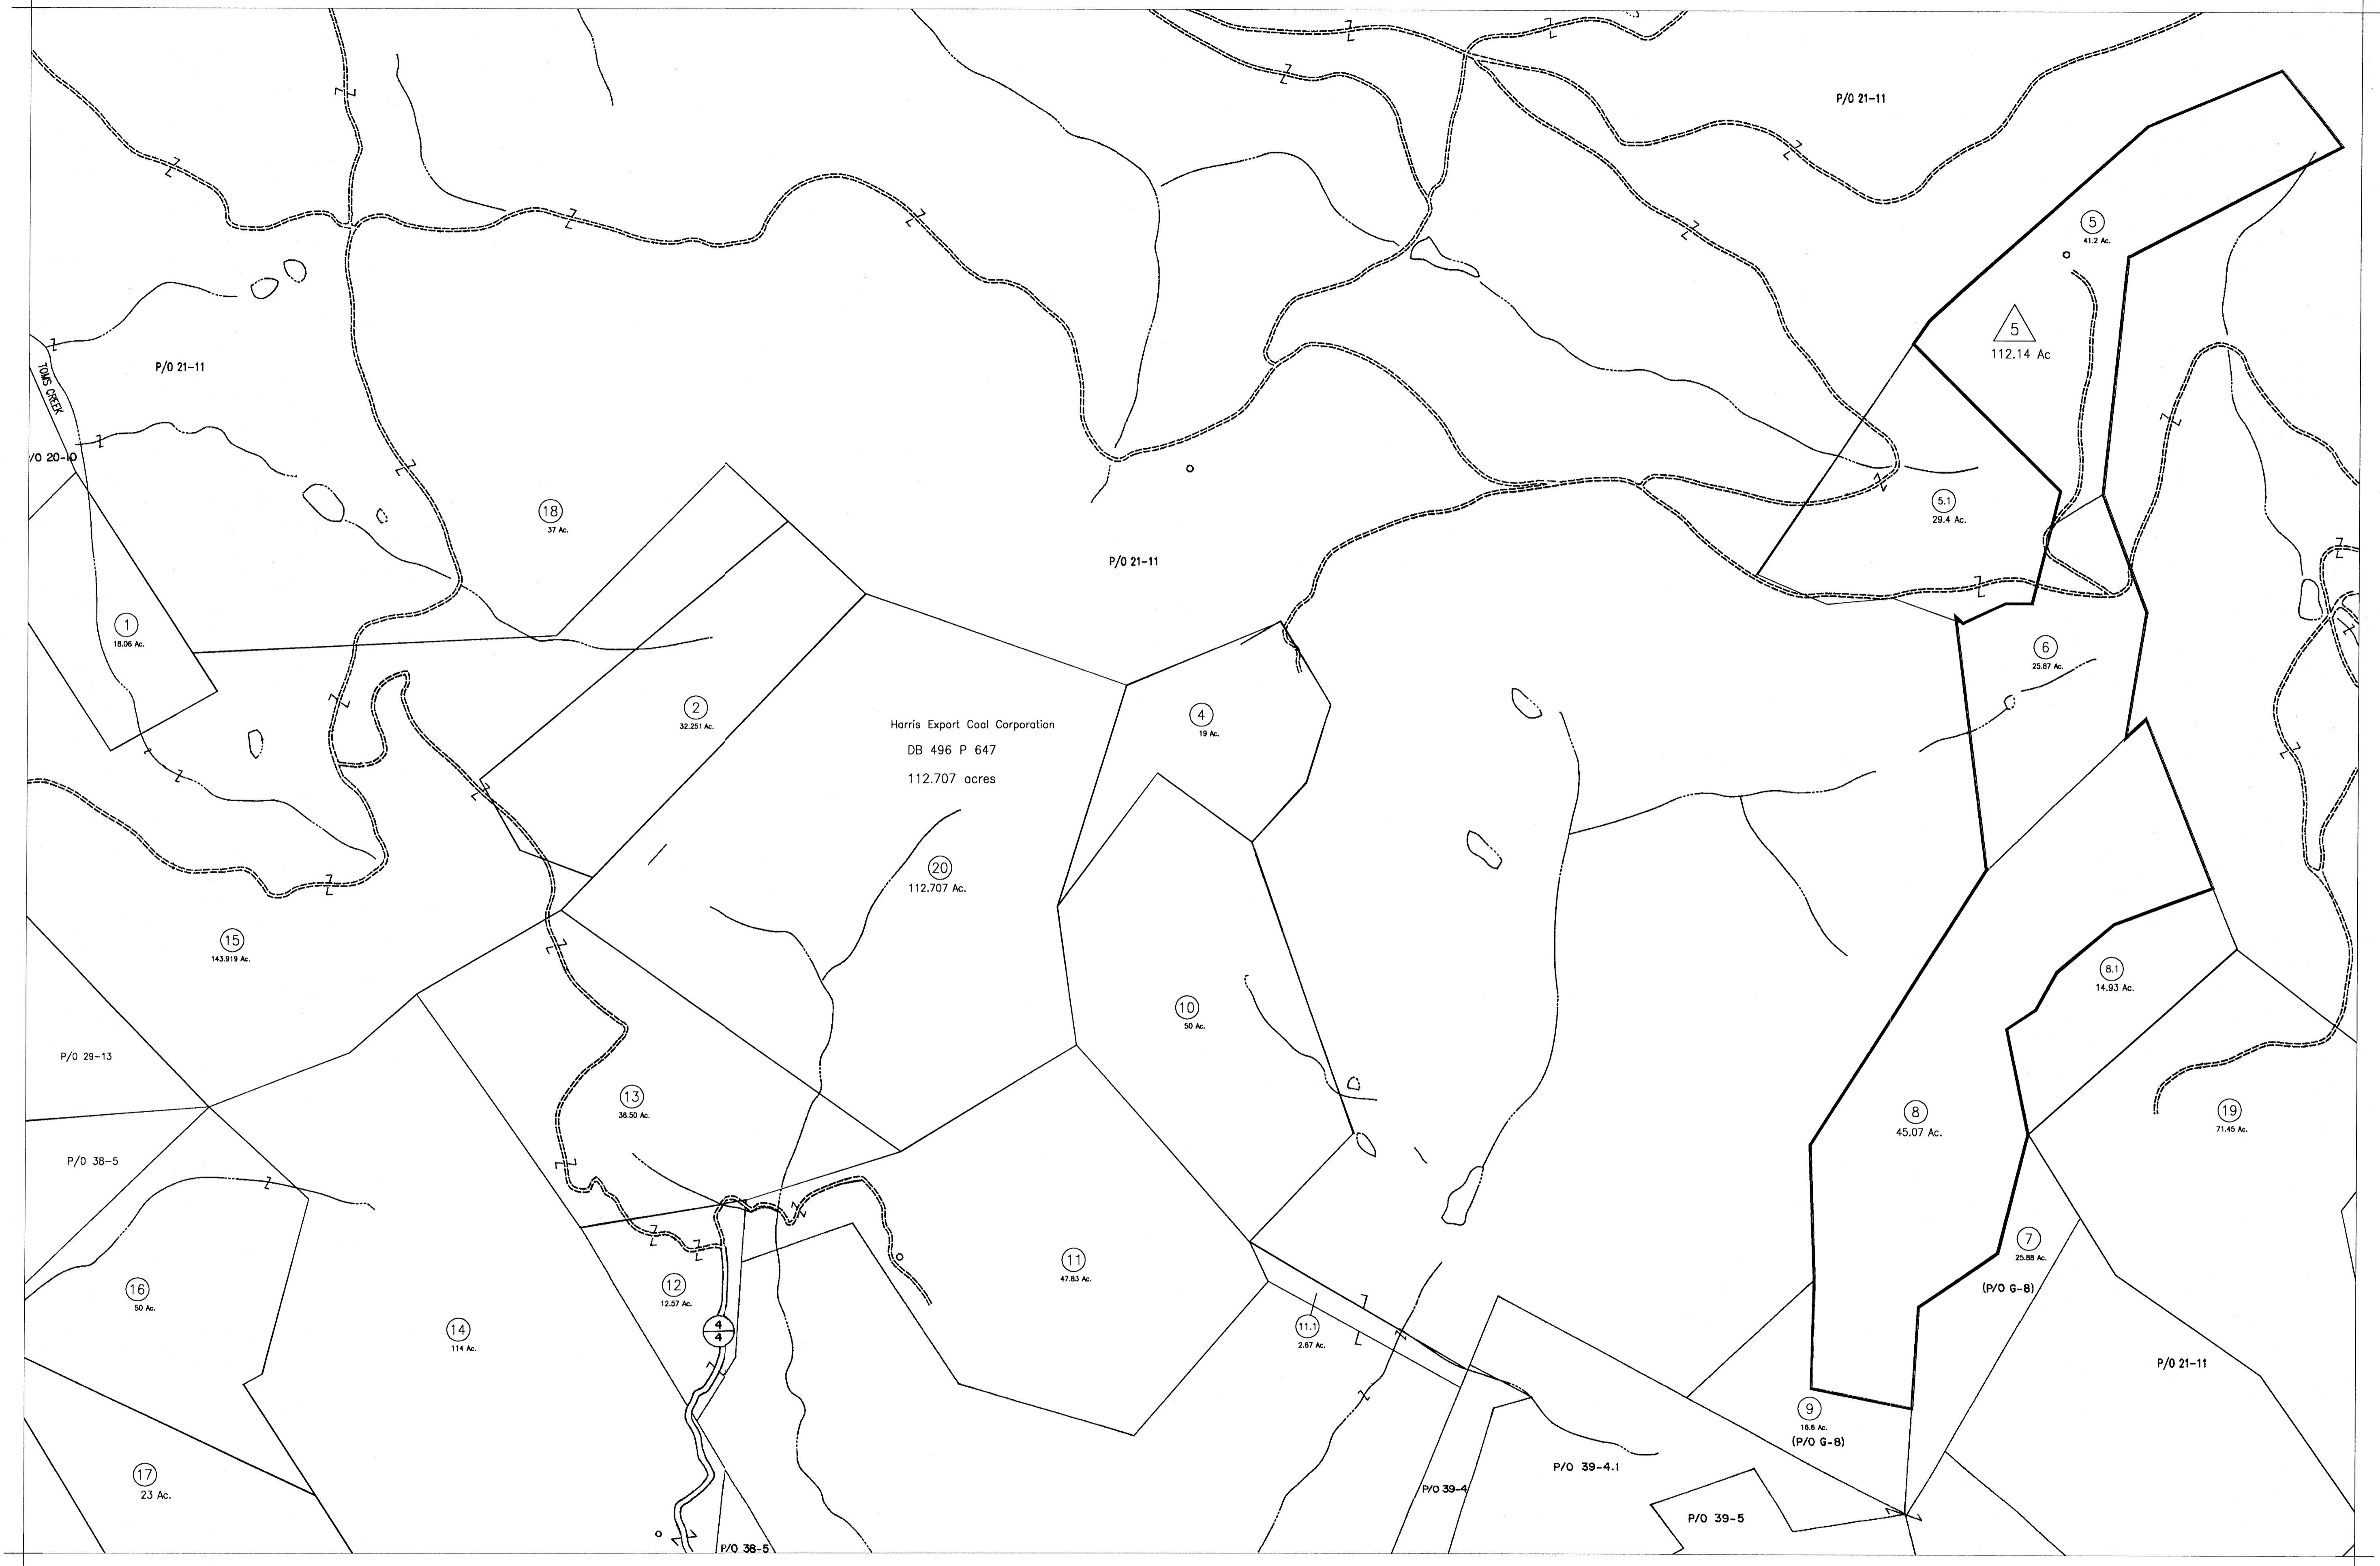 P/O 21-11
5
41.2 Ac.
5
112.14 Ac
P/O 21-11
TOMS CREEK
/O 20-10
18
37 Ac.
5.1
29.4 Ac.
P/O 21-11
1
18.06 Ac.
6
25.87 Ac.
2
32.251 Ac.
4
19 Ac.
Harris Export Coal Corporation
DB 496 P 647
112.707 acres
20
112.707 Ac.
15
143.919 Ac.
8.1
14.93 Ac.
10
50 Ac.
P/O 29-13
13
38.50 Ac.
8
45.07 Ac.
19
71.45 Ac.
P/O 38-5
7
25.88 Ac.
(P/O G-8)
11
47.83 Ac.
16
50 Ac.
12
12.57 Ac.
4
4
11.1
2.67 Ac.
14
114 Ac.
P/O 21-11
9
16.6 Ac.
(P/O G-8)
17
23 Ac.
P/O 39-4.1
P/O 39-4
P/O 39-5
P/O 38-5